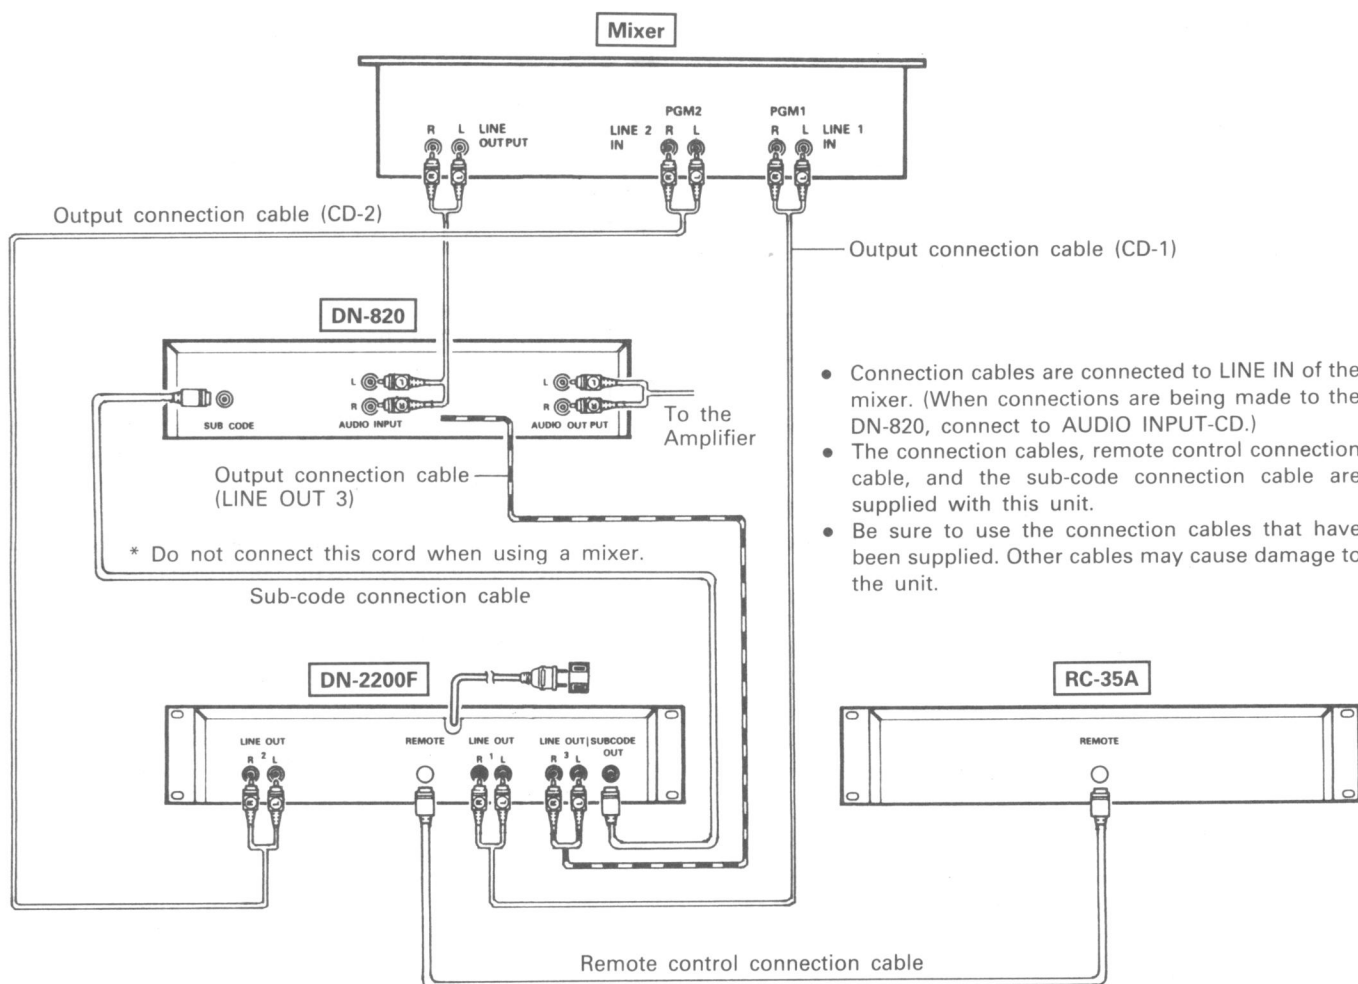 Mixer
PGM2
PGM1
R L LINE OUTPUT
LINE 2 IN R L
R L LINE 1 IN
Output connection cable (CD-2)
Output connection cable (CD-1)
DN-820
L
R
L
R
SUB CODE
AUDIO INPUT
AUDIO OUT PUT
To the
Amplifier
Output connection cable
(LINE OUT 3)
* Do not connect this cord when using a mixer.
Sub-code connection cable
● Connection cables are connected to LINE IN of the
mixer. (When connections are being made to the
DN-820, connect to AUDIO INPUT-CD.)
● The connection cables, remote control connection
cable, and the sub-code connection cable are
supplied with this unit.
● Be sure to use the connection cables that have
been supplied. Other cables may cause damage to
the unit.
DN-2200F
LINE OUT
R 2 L
REMOTE
LINE OUT
R 1 L
LINE OUT
R 3 L
SUBCODE
OUT
RC-35A
REMOTE
Remote control connection cable